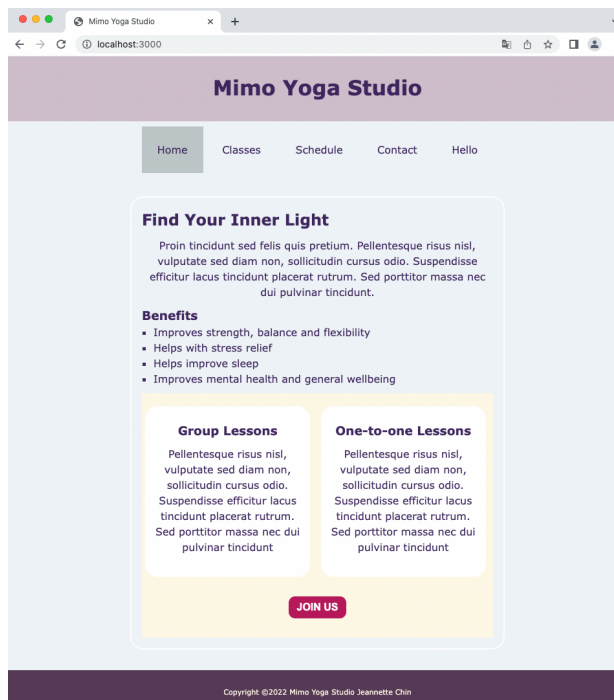 Mimo Yoga Studio
localhost:3000
Mimo Yoga Studio
Home Classes Schedule Contact Hello
Find Your Inner Light
Proin tincidunt sed felis quis pretium. Pellentesque risus nisl,
vulputate sed diam non, sollicitudin cursus odio. Suspendisse
efficitur lacus tincidunt placerat rutrum. Sed porttitor massa nec
dui pulvinar tincidunt.
Benefits
Improves strength, balance and flexibility
Helps with stress relief
Helps improve sleep
Improves mental health and general wellbeing
Group Lessons
Pellentesque risus nisl,
vulputate sed diam non,
sollicitudin cursus odio.
Suspendisse efficitur lacus
tincidunt placerat rutrum.
Sed porttitor massa nec dui
pulvinar tincidunt
One-to-one Lessons
Pellentesque risus nisl,
vulputate sed diam non,
sollicitudin cursus odio.
Suspendisse efficitur lacus
tincidunt placerat rutrum.
Sed porttitor massa nec dui
pulvinar tincidunt
JOIN US
Copyright ©2022 Mimo Yoga Studio Jeannette Chin